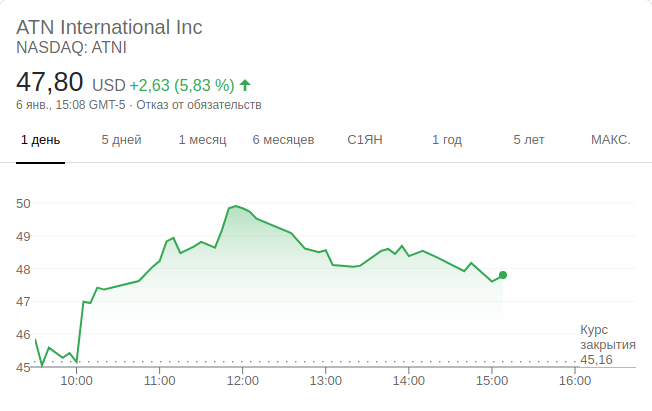 ATN International Inc
NASDAQ: ATNI
47,80 USD +2,63 (5,83 %)
6 янв., 15:08 GMT-5 · Отказ от обязательств
1 день 5 дней 1 месяц 6 месяцев С1ЯН 1 год 5 лет МАКС.
50
49
48
47
46
45
Курс
закрытия
45,16
10:00 11:00 12:00 13:00 14:00 15:00 16:00